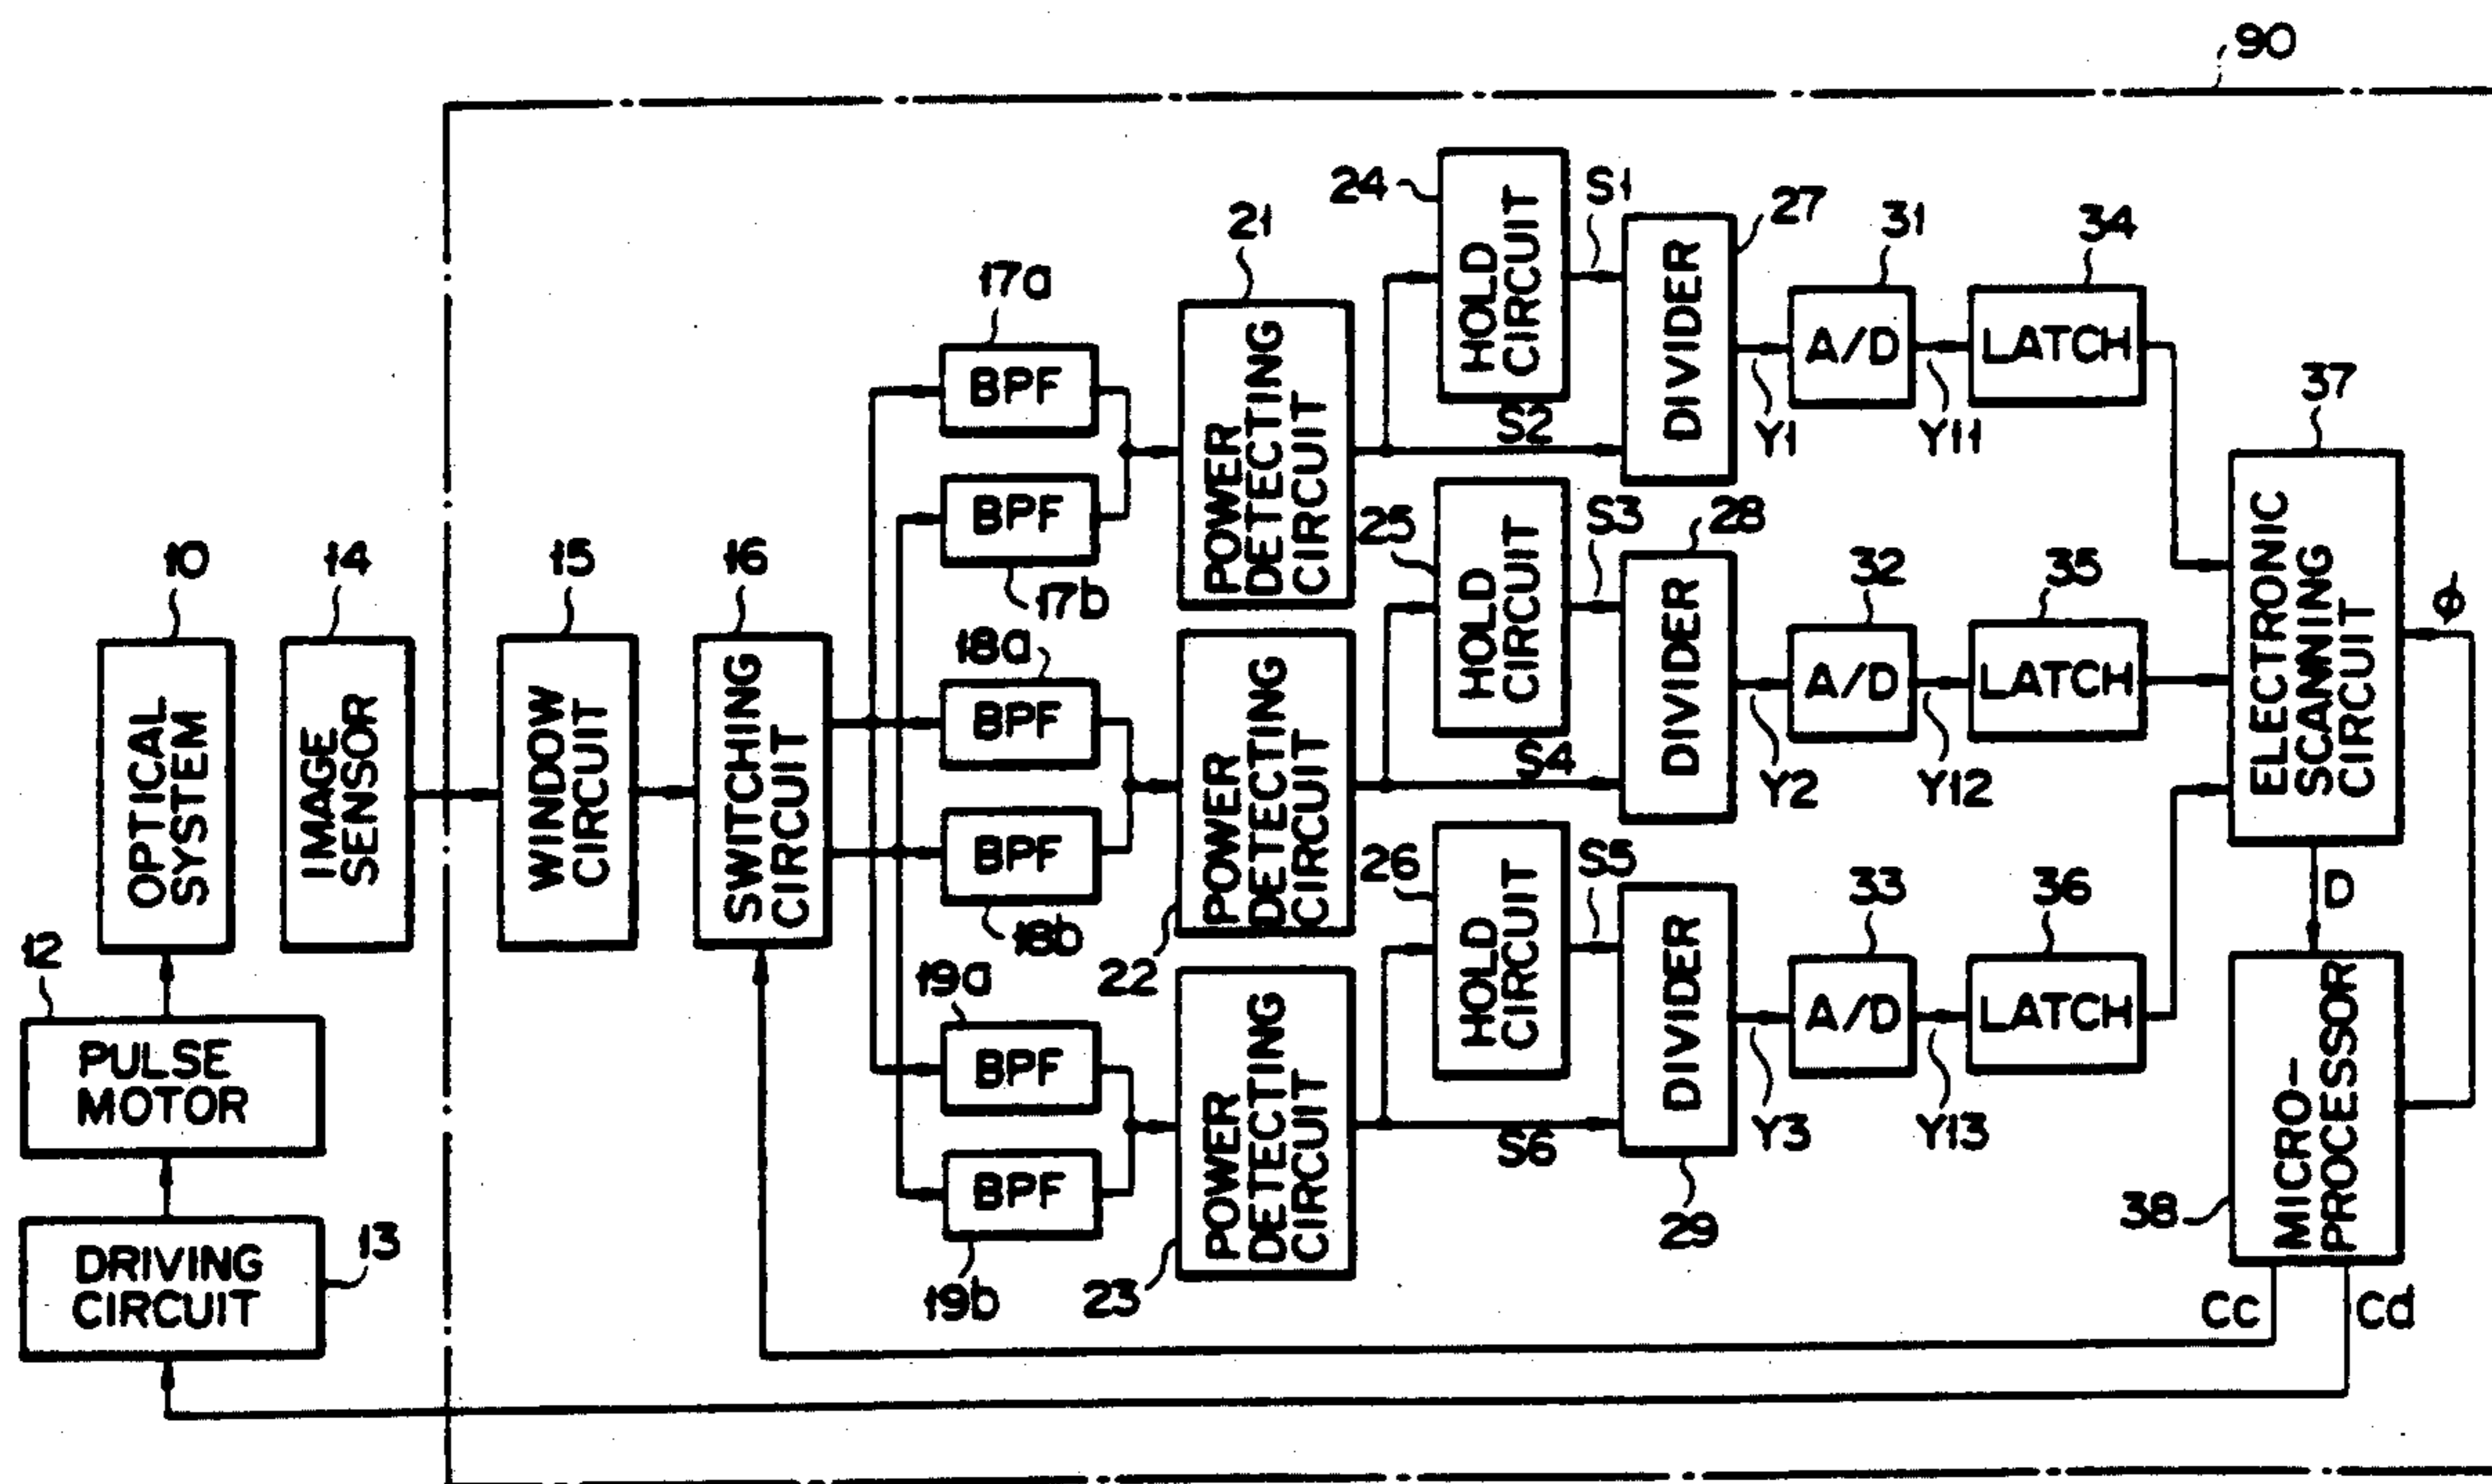 90
10
OPTICAL
SYSTEM
12
PULSE
MOTOR
DRIVING
CIRCUIT
13
14
IMAGE
SENSOR
15
WINDOW
CIRCUIT
16
SWITCHING
CIRCUIT
17a
BPF
BPF
17b
18a
BPF
BPF
18b
19a
BPF
BPF
19b
21
POWER
DETECTING
CIRCUIT
POWER
DETECTING
CIRCUIT
22
POWER
DETECTING
CIRCUIT
23
24
HOLD
CIRCUIT
S1
S2
25
HOLD
CIRCUIT
S3
S4
26
HOLD
CIRCUIT
S5
S6
27
DIVIDER
28
DIVIDER
DIVIDER
29
31
A/D
Y1
Y11
32
A/D
Y2
Y12
33
A/D
Y3
Y13
34
LATCH
35
LATCH
36
LATCH
37
ELECTRONIC
SCANNING
CIRCUIT
ϕ
D
MICRO-
PROCESSOR
38
Cc
Cd